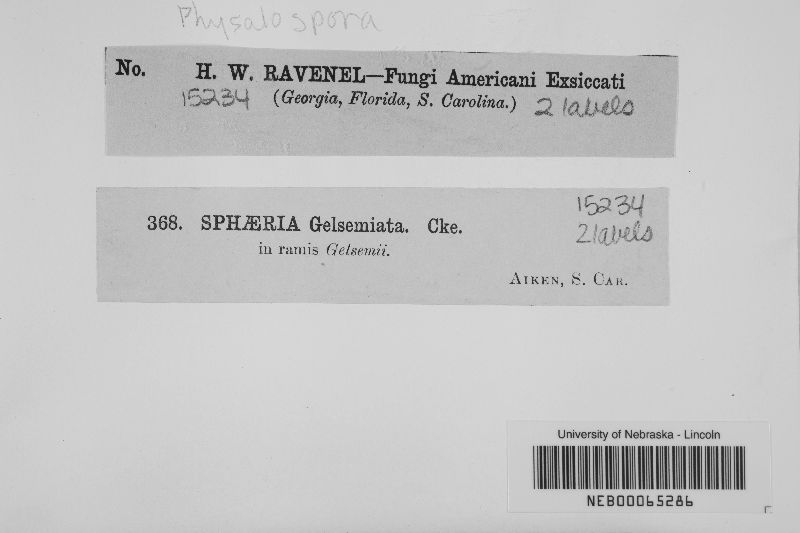 Physalospora
No. H. W. RAVENEL—Fungi Americani Exsiccati
15234 (Georgia, Florida, S. Carolina.) 2 labels
15234
368. SPHÆRIA Gelsemiata. Cke.
2 labels
in ramis Gelsemii.
AIKEN, S. CAR.
University of Nebraska - Lincoln
NEB00065286